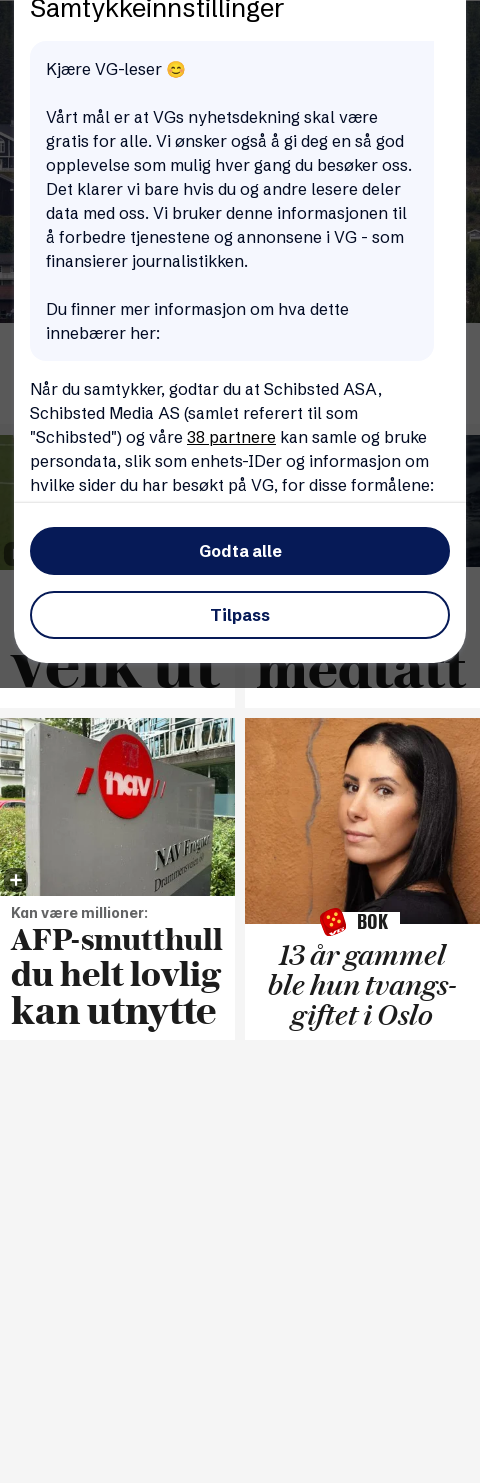 Samtykkeinnstillinger
Kjære VG-leser 😊
Vårt mål er at VGs nyhetsdekning skal være
gratis for alle. Vi ønsker også å gi deg en så god
opplevelse som mulig hver gang du besøker oss.
Det klarer vi bare hvis du og andre lesere deler
data med oss. Vi bruker denne informasjonen til
å forbedre tjenestene og annonsene i VG - som
finansierer journalistikken.
Du finner mer informasjon om hva dette
innebærer her:
Når du samtykker, godtar du at Schibsted ASA,
Schibsted Media AS (samlet referert til som
"Schibsted") og våre 38 partnere kan samle og bruke
persondata, slik som enhets-IDer og informasjon om
hvilke sider du har besøkt på VG, for disse formålene:
Godta alle
Tilpass
velk ut
medtatt
nav
NAV Frogner
Drammensveien
Kan være millioner:
AFP-smutthull
du helt lovlig
kan utnytte
BOK
13 år gammel
ble hun tvangs-
giftet i Oslo